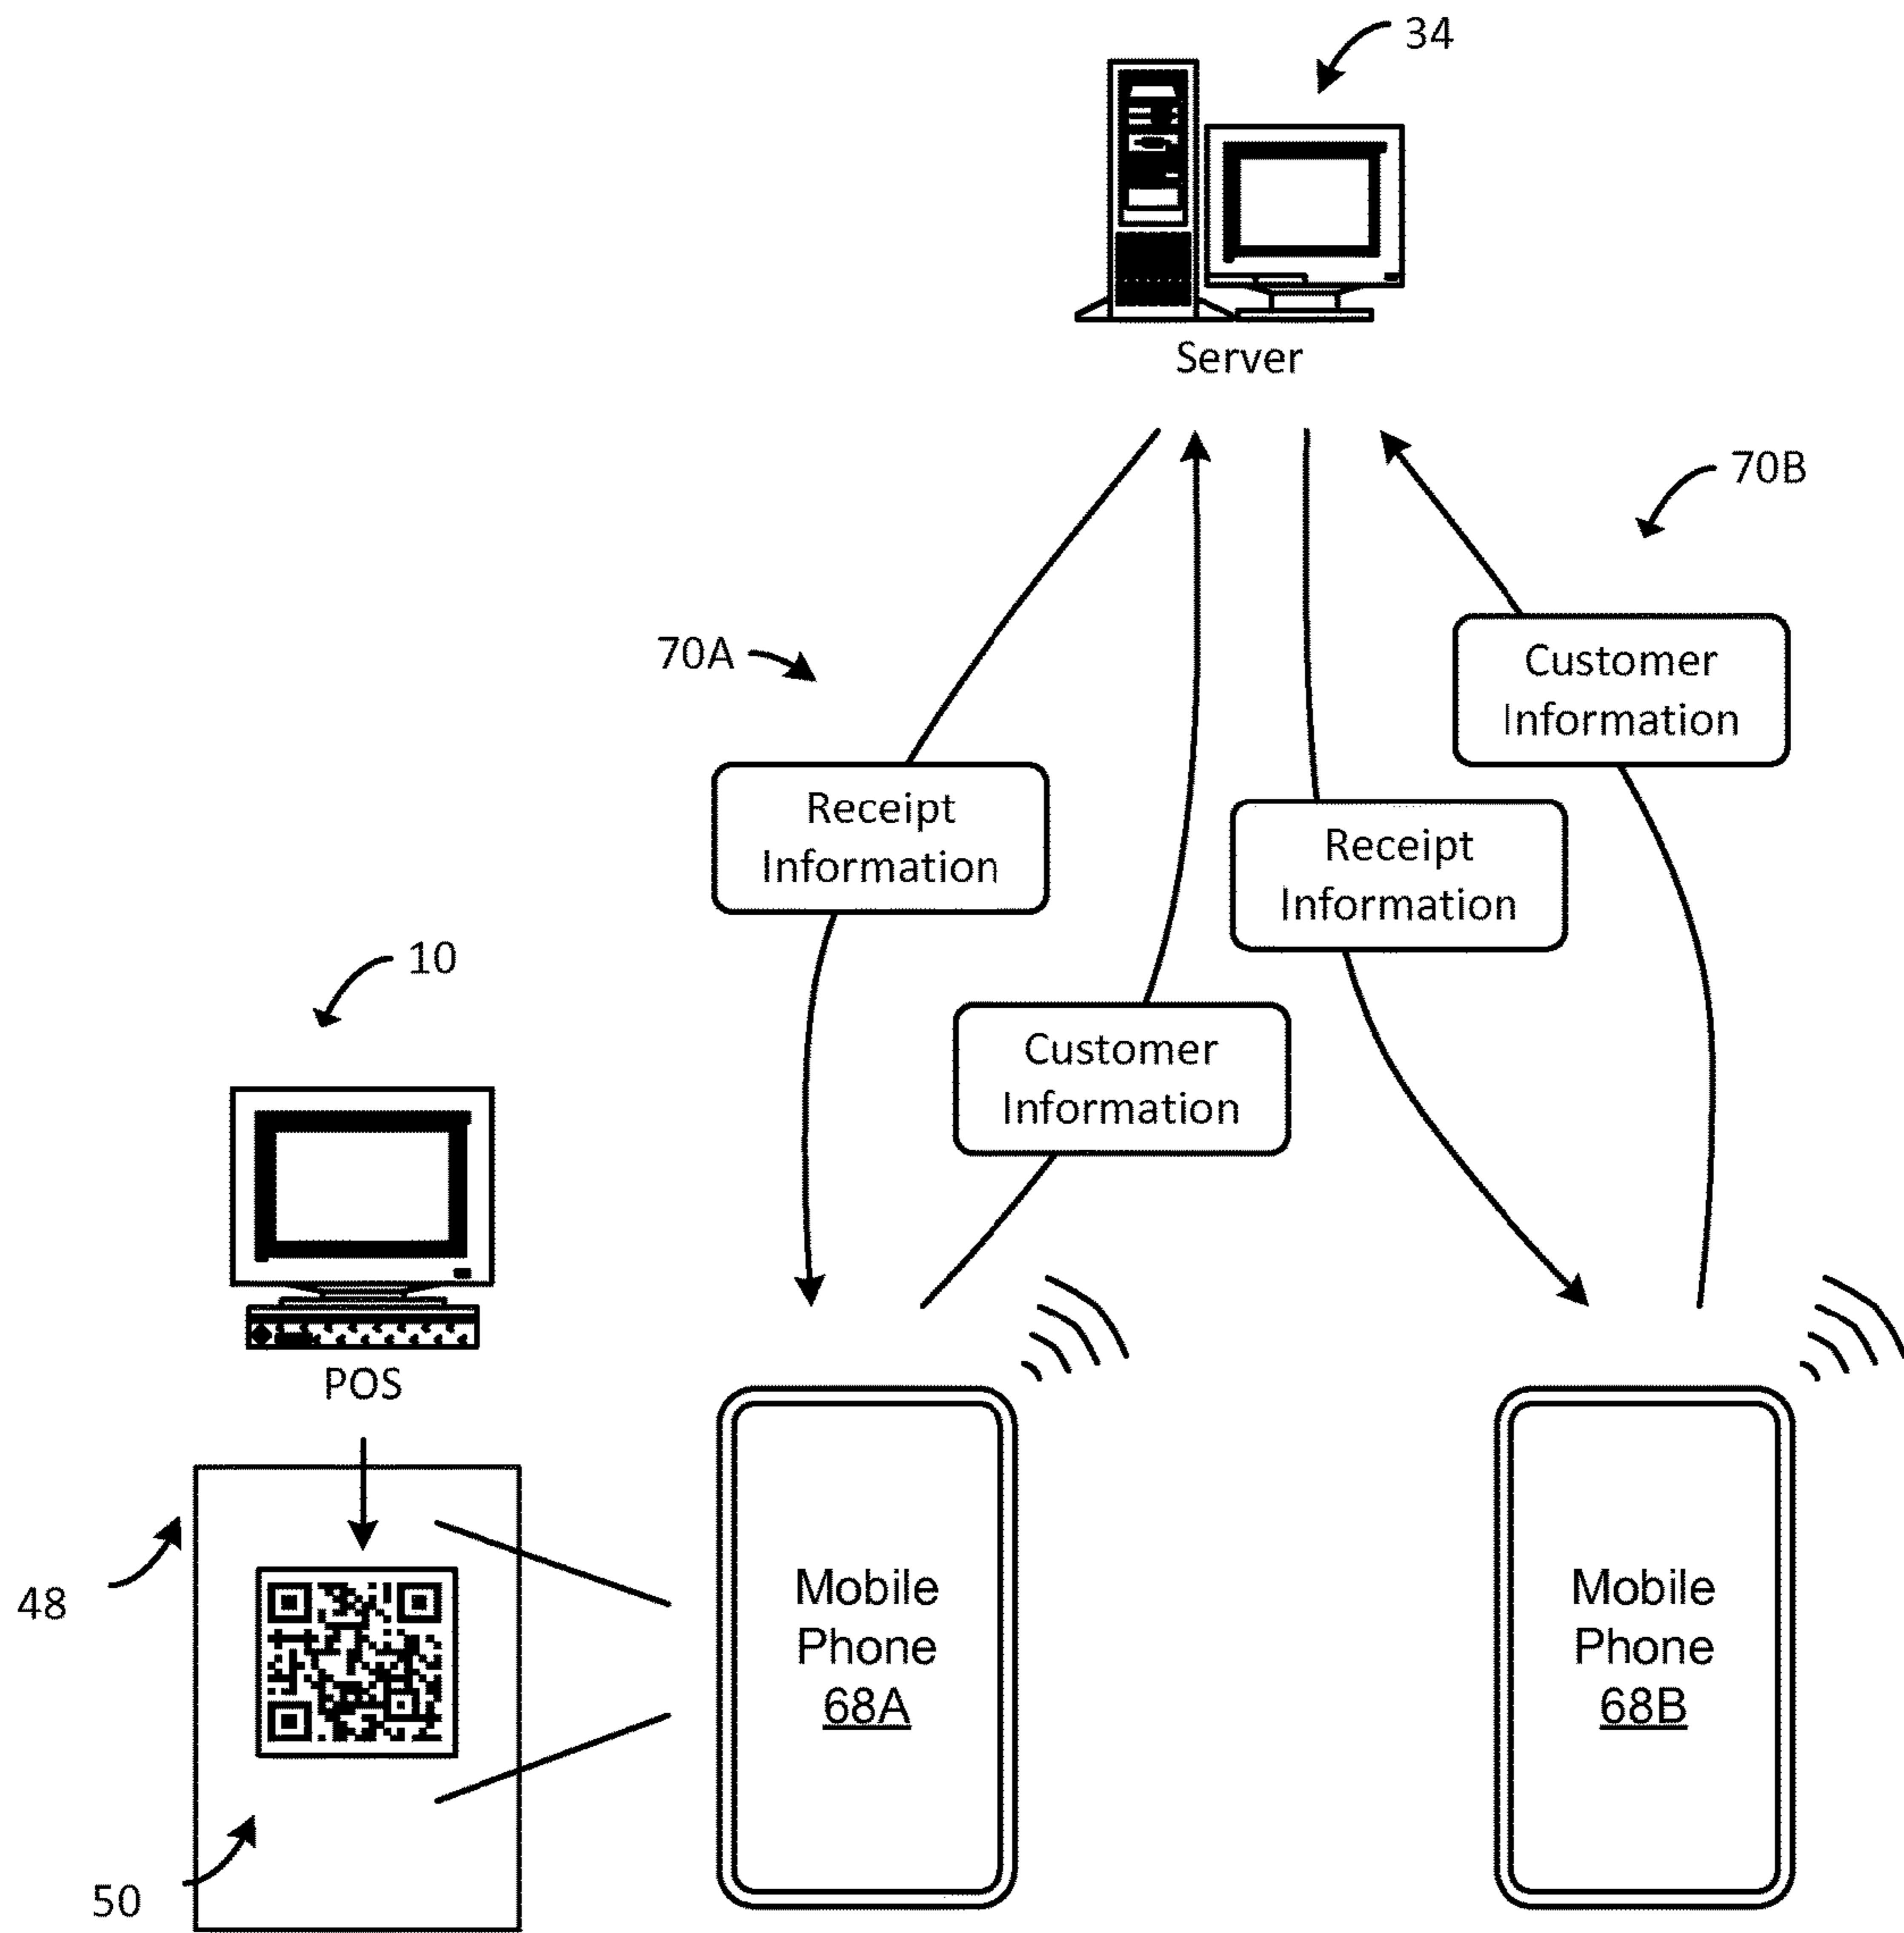 34
Server
70B
70A
Customer
Information
Receipt
Information
Receipt
Information
10
Customer
Information
POS
48
Mobile
Phone
68A
Mobile
Phone
68B
50